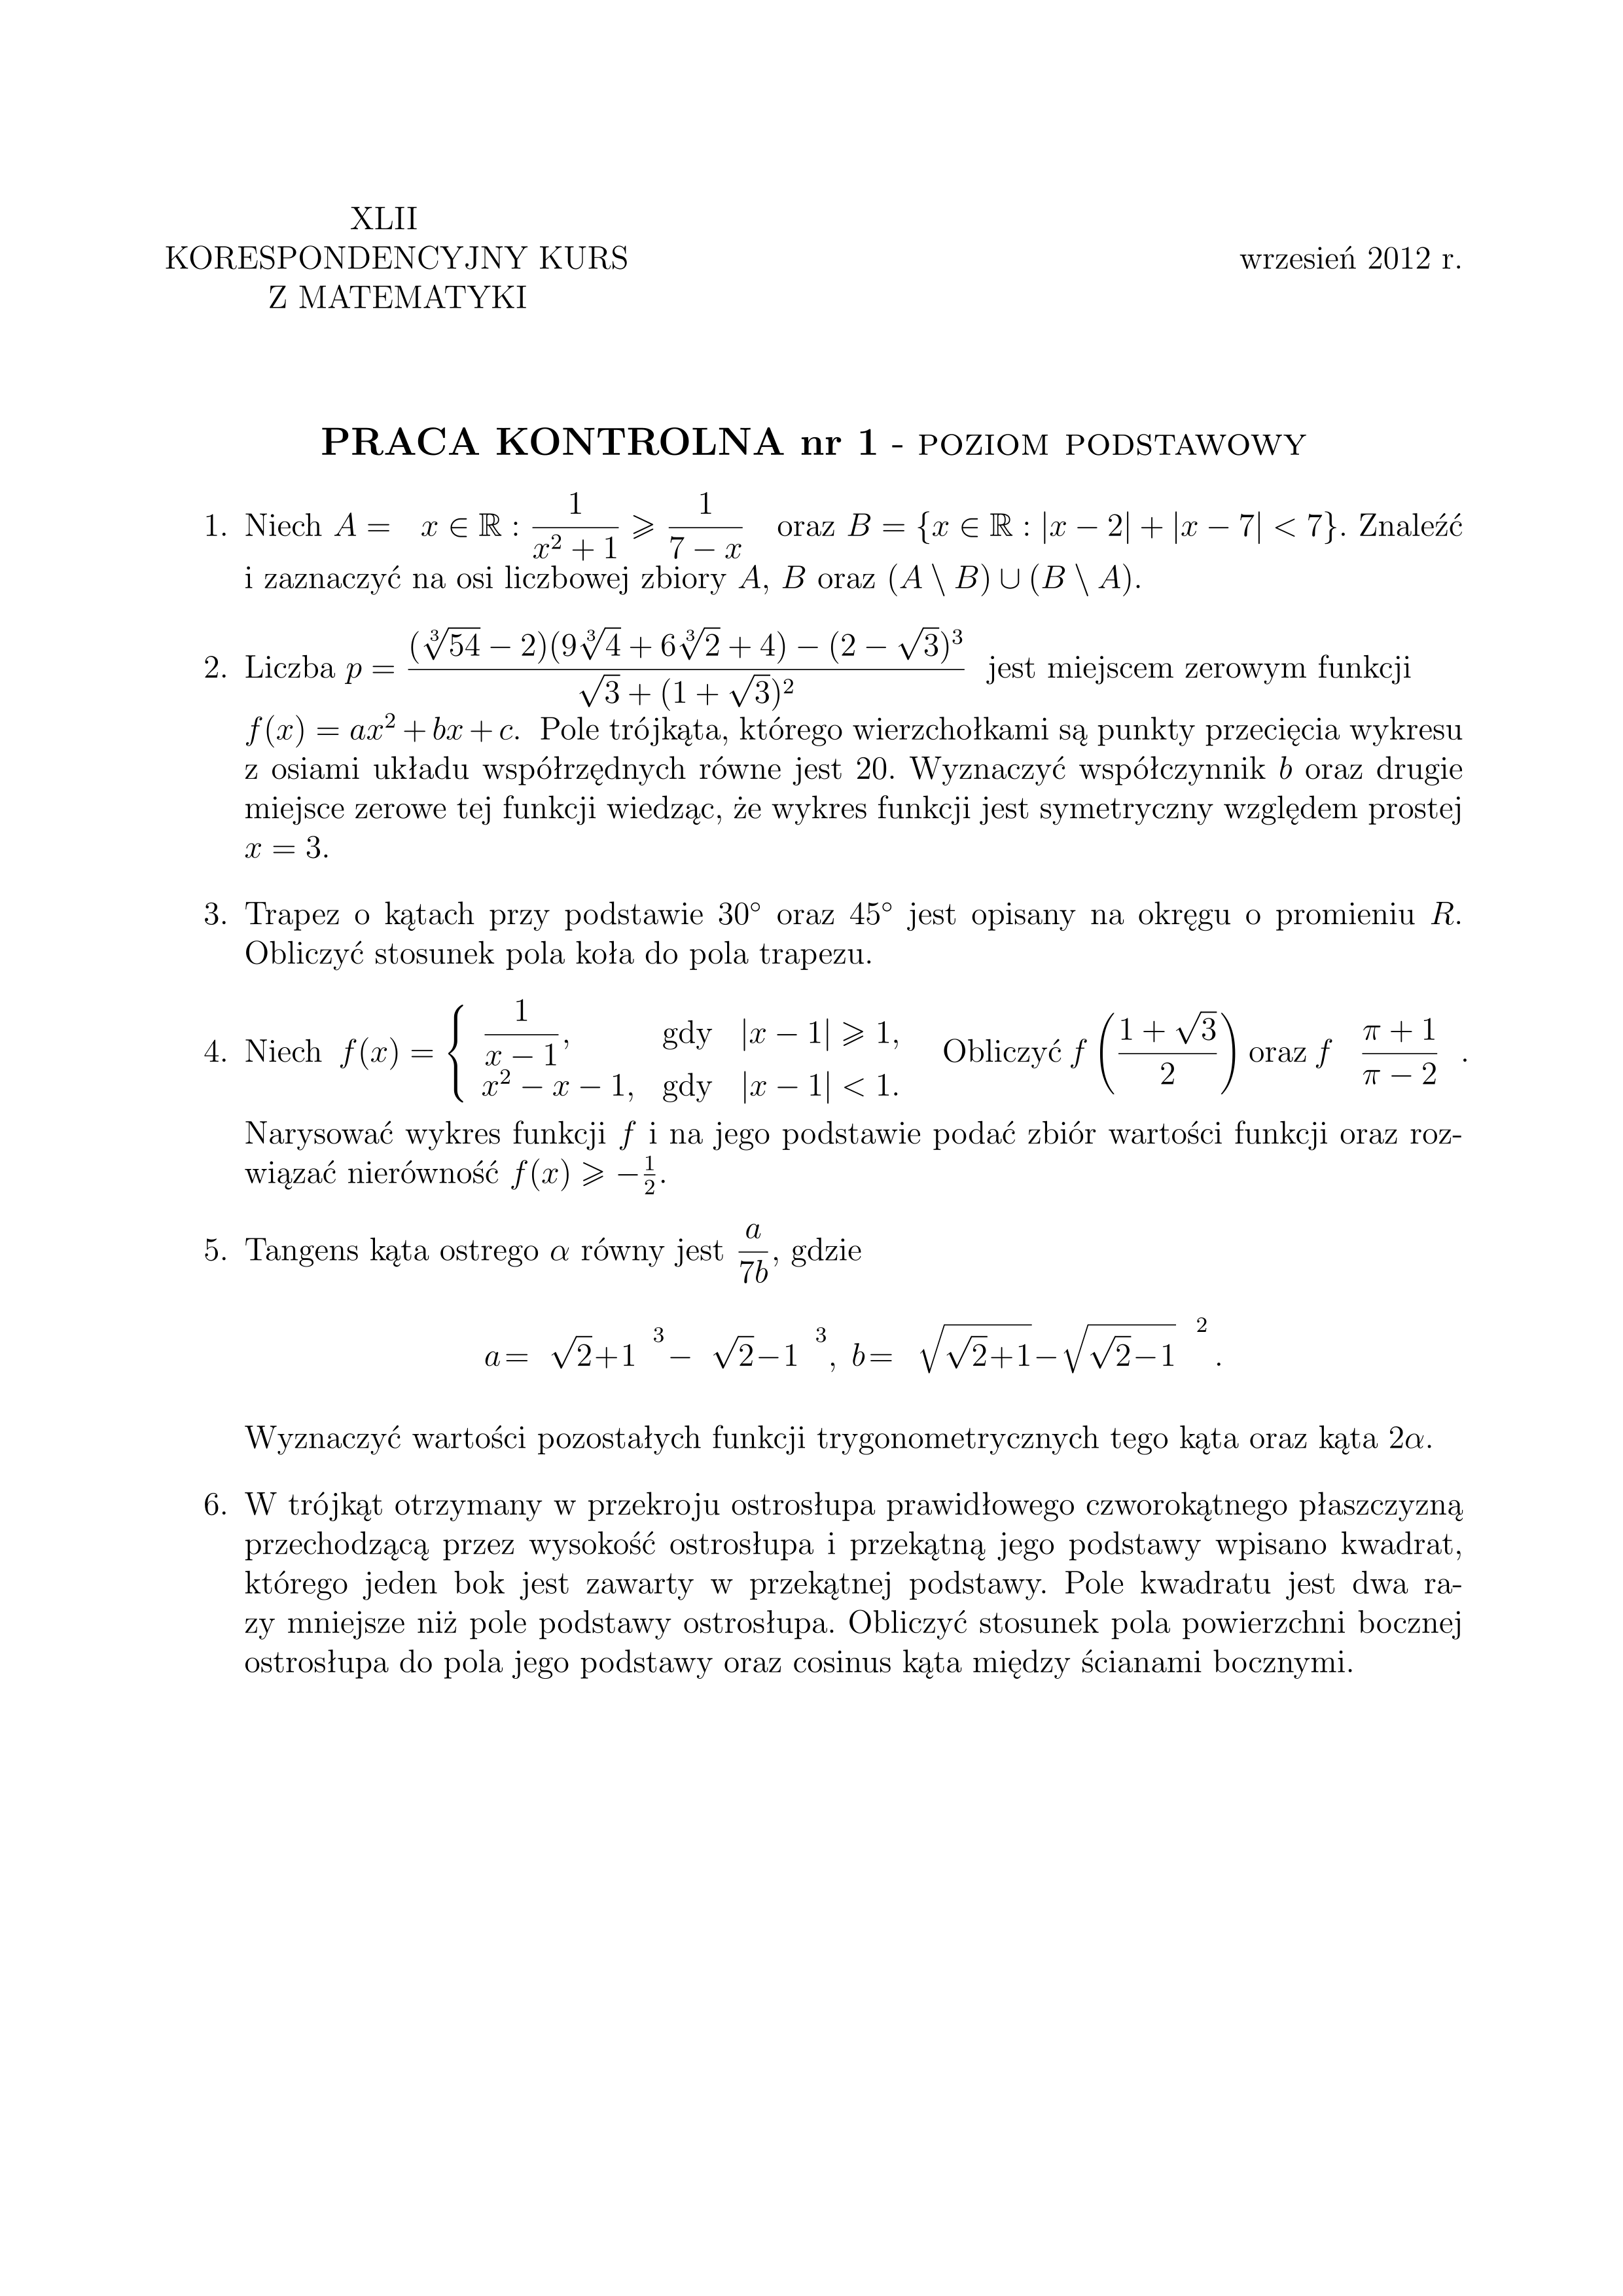 XLII
KORESPONDENCYJNY KURS
Z MATEMATYKI
wrzesień 2012 r.
PRACA KONTROLNA nr 1 - POZIOM PODSTAWOWY
1. Niech $A = \ x \in \mathbb{R} : \dfrac{1}{x^2+1} \geqslant \dfrac{1}{7-x}$ oraz $B = \{x \in \mathbb{R} : |x-2| + |x-7| < 7\}$. Znaleźć
i zaznaczyć na osi liczbowej zbiory $A$, $B$ oraz $(A \setminus B) \cup (B \setminus A)$.
2. Liczba $p = \dfrac{(\sqrt[3]{54}-2)(9\sqrt[3]{4}+6\sqrt[3]{2}+4)-(2-\sqrt{3})^3}{\sqrt{3}+(1+\sqrt{3})^2}$ jest miejscem zerowym funkcji
$f(x) = ax^2+bx+c$. Pole trójkąta, którego wierzchołkami są punkty przecięcia wykresu
z osiami układu współrzędnych równe jest 20. Wyznaczyć współczynnik $b$ oraz drugie
miejsce zerowe tej funkcji wiedząc, że wykres funkcji jest symetryczny względem prostej
$x = 3$.
3. Trapez o kątach przy podstawie $30^\circ$ oraz $45^\circ$ jest opisany na okręgu o promieniu $R$.
Obliczyć stosunek pola koła do pola trapezu.
4. Niech $f(x) = \begin{cases} \dfrac{1}{x-1}, & \text{gdy } |x-1| \geqslant 1, \\ x^2-x-1, & \text{gdy } |x-1| < 1. \end{cases}$ Obliczyć $f\left(\dfrac{1+\sqrt{3}}{2}\right)$ oraz $f \ \dfrac{\pi+1}{\pi-2}$ .
Narysować wykres funkcji $f$ i na jego podstawie podać zbiór wartości funkcji oraz roz-
wiązać nierówność $f(x) \geqslant -\frac{1}{2}$.
5. Tangens kąta ostrego $\alpha$ równy jest $\dfrac{a}{7b}$, gdzie
$a = \ \sqrt{2}+1 \ ^3 - \ \sqrt{2}-1 \ ^3, \ b = \ \sqrt{\sqrt{2}+1}-\sqrt{\sqrt{2}-1} \ ^2.$
Wyznaczyć wartości pozostałych funkcji trygonometrycznych tego kąta oraz kąta $2\alpha$.
6. W trójkąt otrzymany w przekroju ostrosłupa prawidłowego czworokątnego płaszczyzną
przechodzącą przez wysokość ostrosłupa i przekątną jego podstawy wpisano kwadrat,
którego jeden bok jest zawarty w przekątnej podstawy. Pole kwadratu jest dwa ra-
zy mniejsze niż pole podstawy ostrosłupa. Obliczyć stosunek pola powierzchni bocznej
ostrosłupa do pola jego podstawy oraz cosinus kąta między ścianami bocznymi.